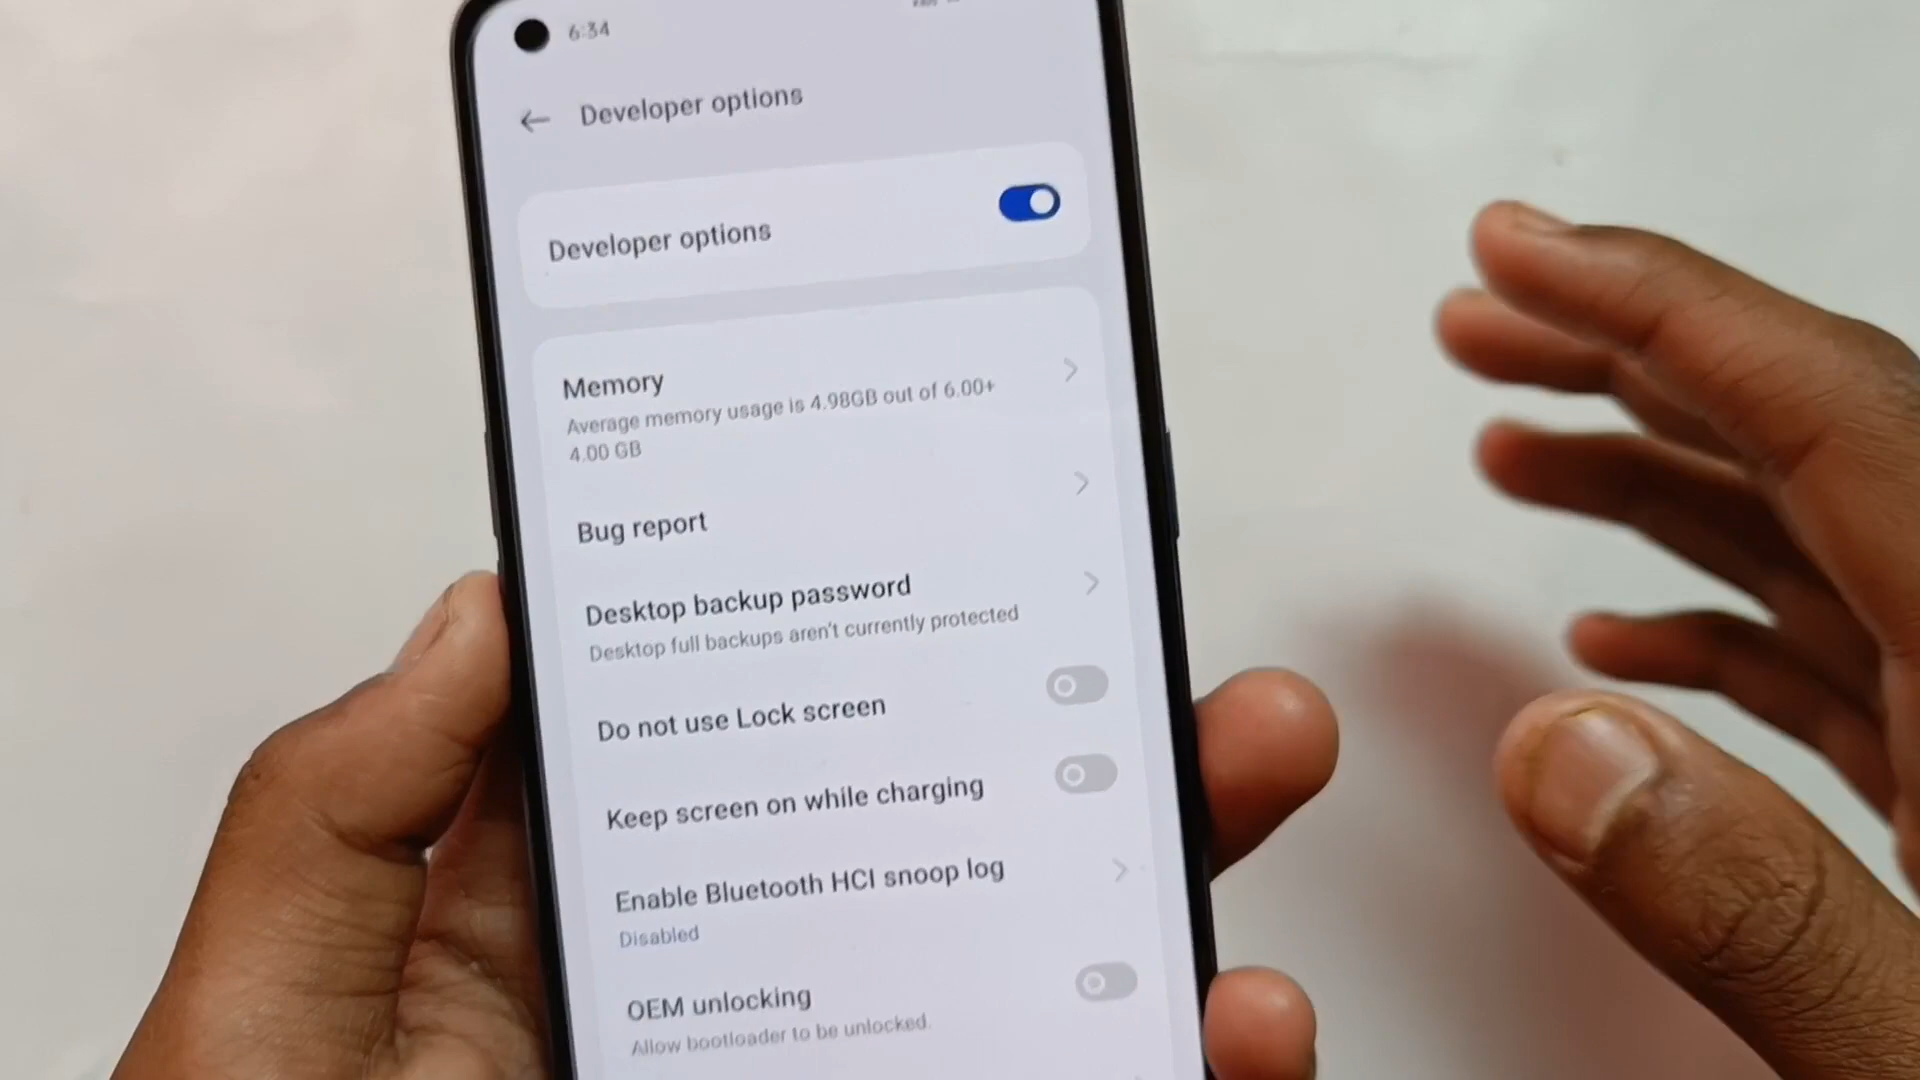 6:34
Developer options
Developer options
Memory
Average memory usage is 4.98GB out of 6.00+
4.00 GB
Bug report
Desktop backup password
Desktop full backups aren't currently protected
Do not use Lock screen
Keep screen on while charging
Enable Bluetooth HCI snoop log
Disabled
OEM unlocking
Allow bootloader to be unlocked.